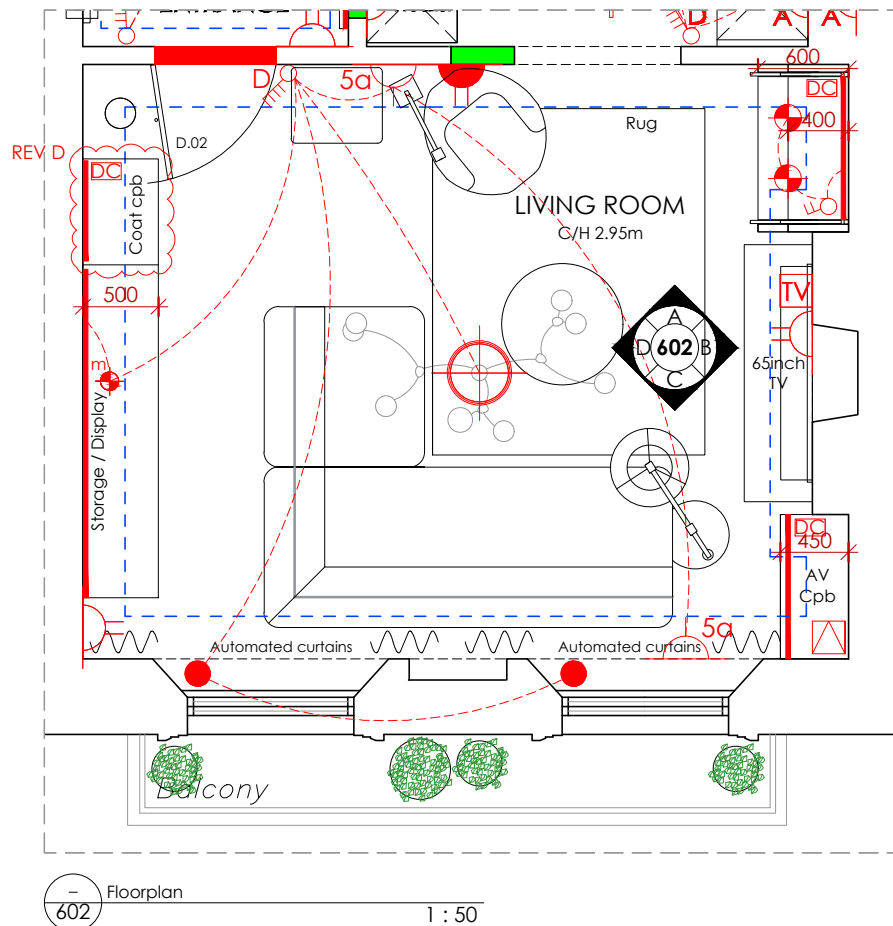 A A
D
600
D
5a
DC
400
Rug
D.02
REV D
DC
Coat cpb
LIVING ROOM
C/H 2.95m
500
TV
A
D 602 B
C
m
65inch
TV
Storage / Display
DC
450
AV
Cpb
5a
Automated curtains
Automated curtains
Balcony
–
602
Floorplan
1 : 50